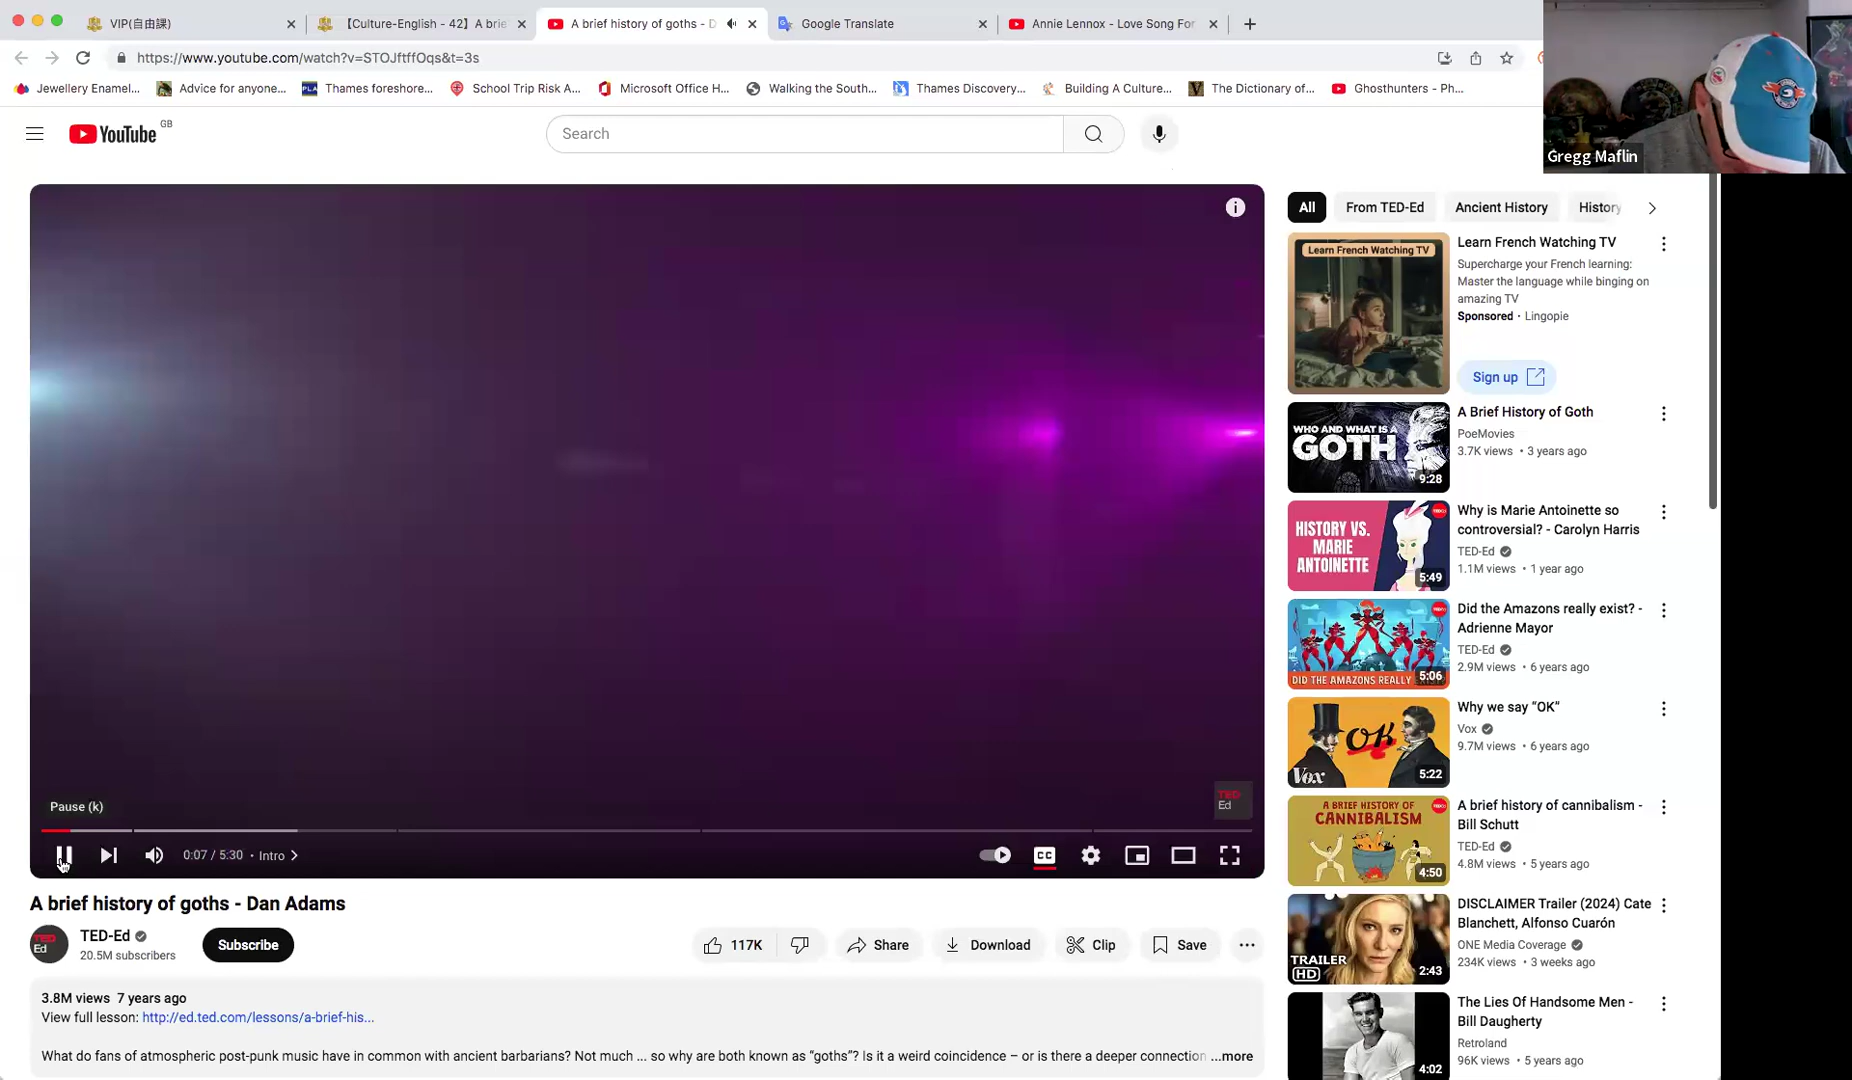 VIP(自由課)
【Culture-English - 42】A brie
A brief history of goths - D
Google Translate
Annie Lennox - Love Song For
https://www.youtube.com/watch?v=STOJftffOqs&t=3s
Jewellery Enamel...
Advice for anyone...
PLA Thames foreshore...
School Trip Risk A...
Microsoft Office H...
Walking the South...
Thames Discovery...
Building A Culture...
The Dictionary of...
Ghosthunters - Ph...
Gregg Maflin
YouTube GB
Search
All
From TED-Ed
Ancient History
History
Learn French Watching TV
Learn French Watching TV
Supercharge your French learning:
Master the language while binging on
amazing TV
Sponsored • Lingopie
Sign up
WHO AND WHAT IS A
GOTH
9:28
A Brief History of Goth
PoeMovies
3.7K views • 3 years ago
HISTORY VS.
MARIE
ANTOINETTE
5:49
Why is Marie Antoinette so
controversial? - Carolyn Harris
TED-Ed
1.1M views • 1 year ago
DID THE AMAZONS REALLY
5:06
Did the Amazons really exist? -
Adrienne Mayor
TED-Ed
2.9M views • 6 years ago
OK
Vox
5:22
Why we say “OK”
Vox
9.7M views • 6 years ago
A BRIEF HISTORY OF
CANNIBALISM
4:50
A brief history of cannibalism -
Bill Schutt
TED-Ed
4.8M views • 5 years ago
TRAILER
HD
2:43
DISCLAIMER Trailer (2024) Cate
Blanchett, Alfonso Cuarón
ONE Media Coverage
234K views • 3 weeks ago
4:02
The Lies Of Handsome Men -
Bill Daugherty
Retroland
96K views • 5 years ago
TED-
Ed
Pause (k)
0:07 / 5:30 • Intro
CC
A brief history of goths - Dan Adams
TED
Ed
TED-Ed
20.5M subscribers
Subscribe
117K
Share
Download
Clip
Save
3.8M views 7 years ago
View full lesson: http://ed.ted.com/lessons/a-brief-his...
What do fans of atmospheric post-punk music have in common with ancient barbarians? Not much ... so why are both known as “goths”? Is it a weird coincidence – or is there a deeper connection ...more